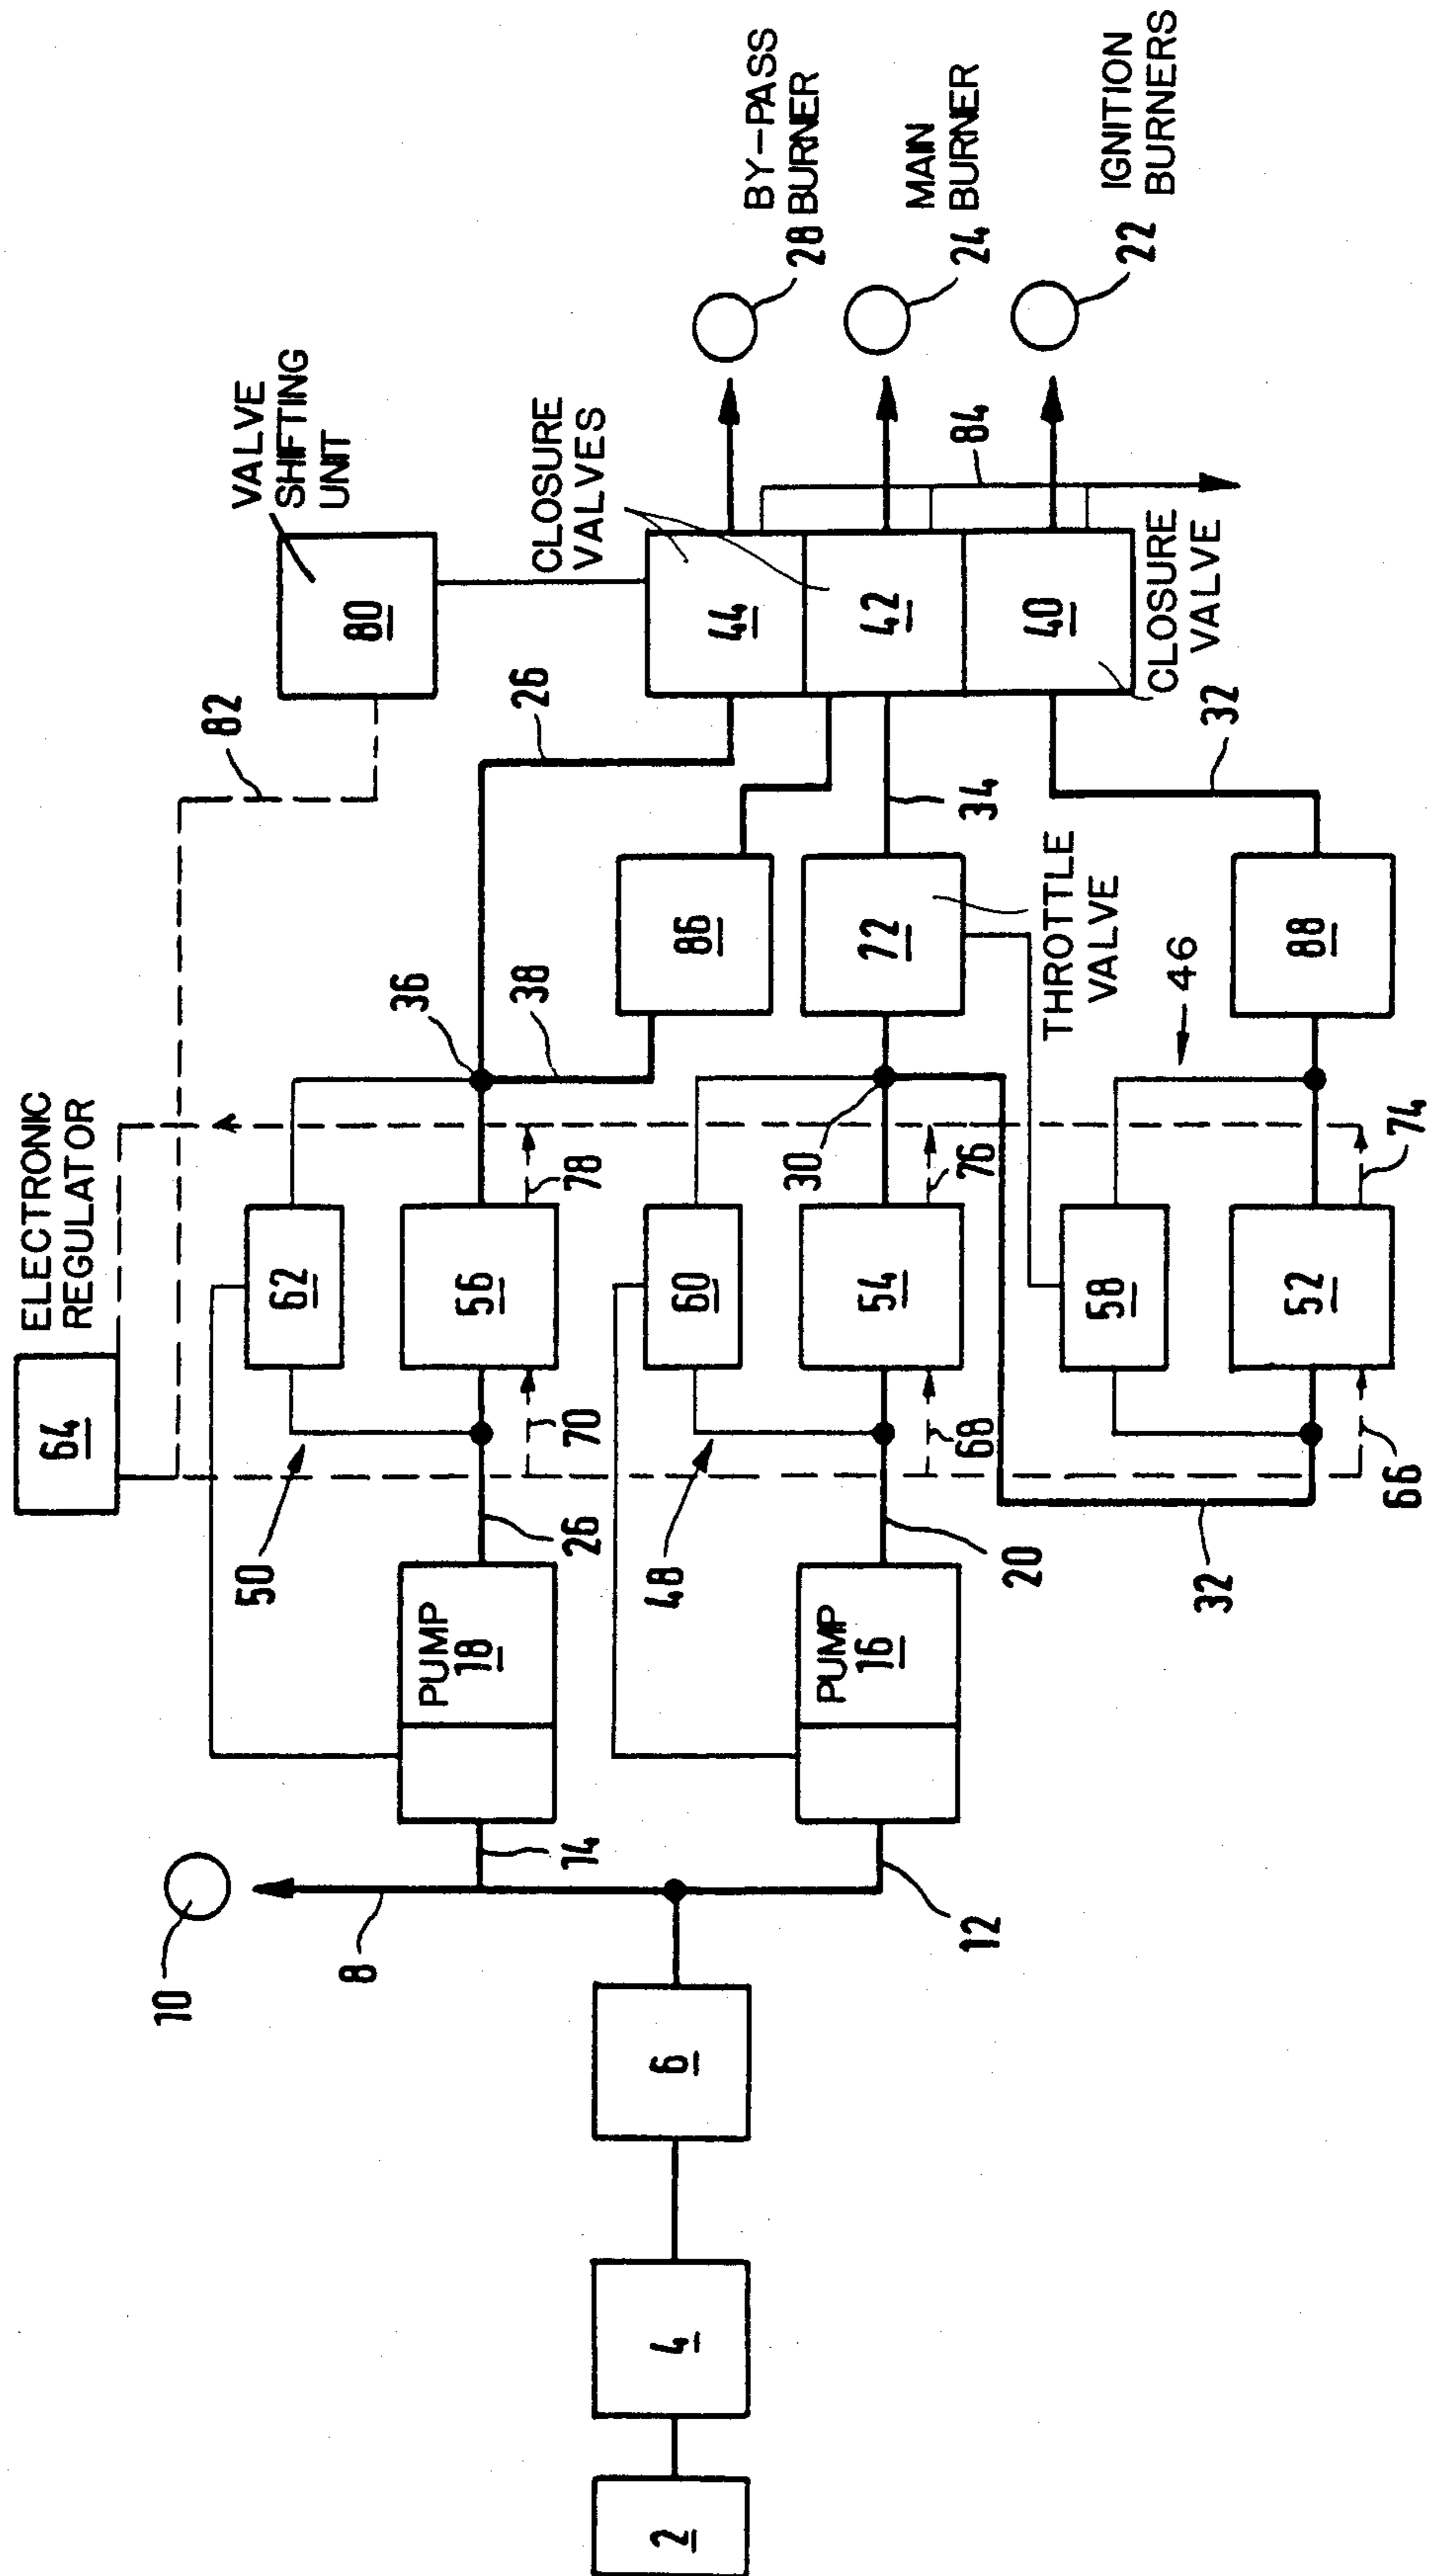 ELECTRONIC
REGULATOR
64
VALVE
SHIFTING
UNIT
80
82
10
8
14
PUMP
18
26
50
62
56
70
78
36
38
26
CLOSURE
VALVES
44
42
40
CLOSURE
VALVE
BY-PASS
BURNER
28
MAIN
BURNER
24
IGNITION
BURNERS
22
84
2
4
6
12
PUMP
16
20
48
60
54
68
76
30
86
72
THROTTLE
VALVE
34
32
58
52
66
74
46
88
32